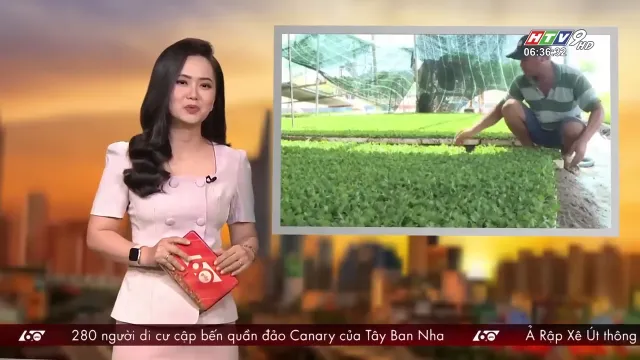 HTV9 HD
06:36:32
280 người di cư cập bến quần đảo Canary của Tây Ban Nha
Ả Rập Xê Út thông